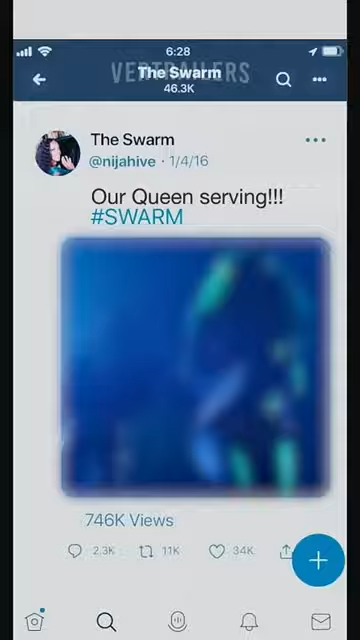 6:28
VERTRAILERS
The Swarm
46.3K
The Swarm
@nijahive · 1/4/16
Our Queen serving!!!
#SWARM
746K Views
2.3K 11K 34K